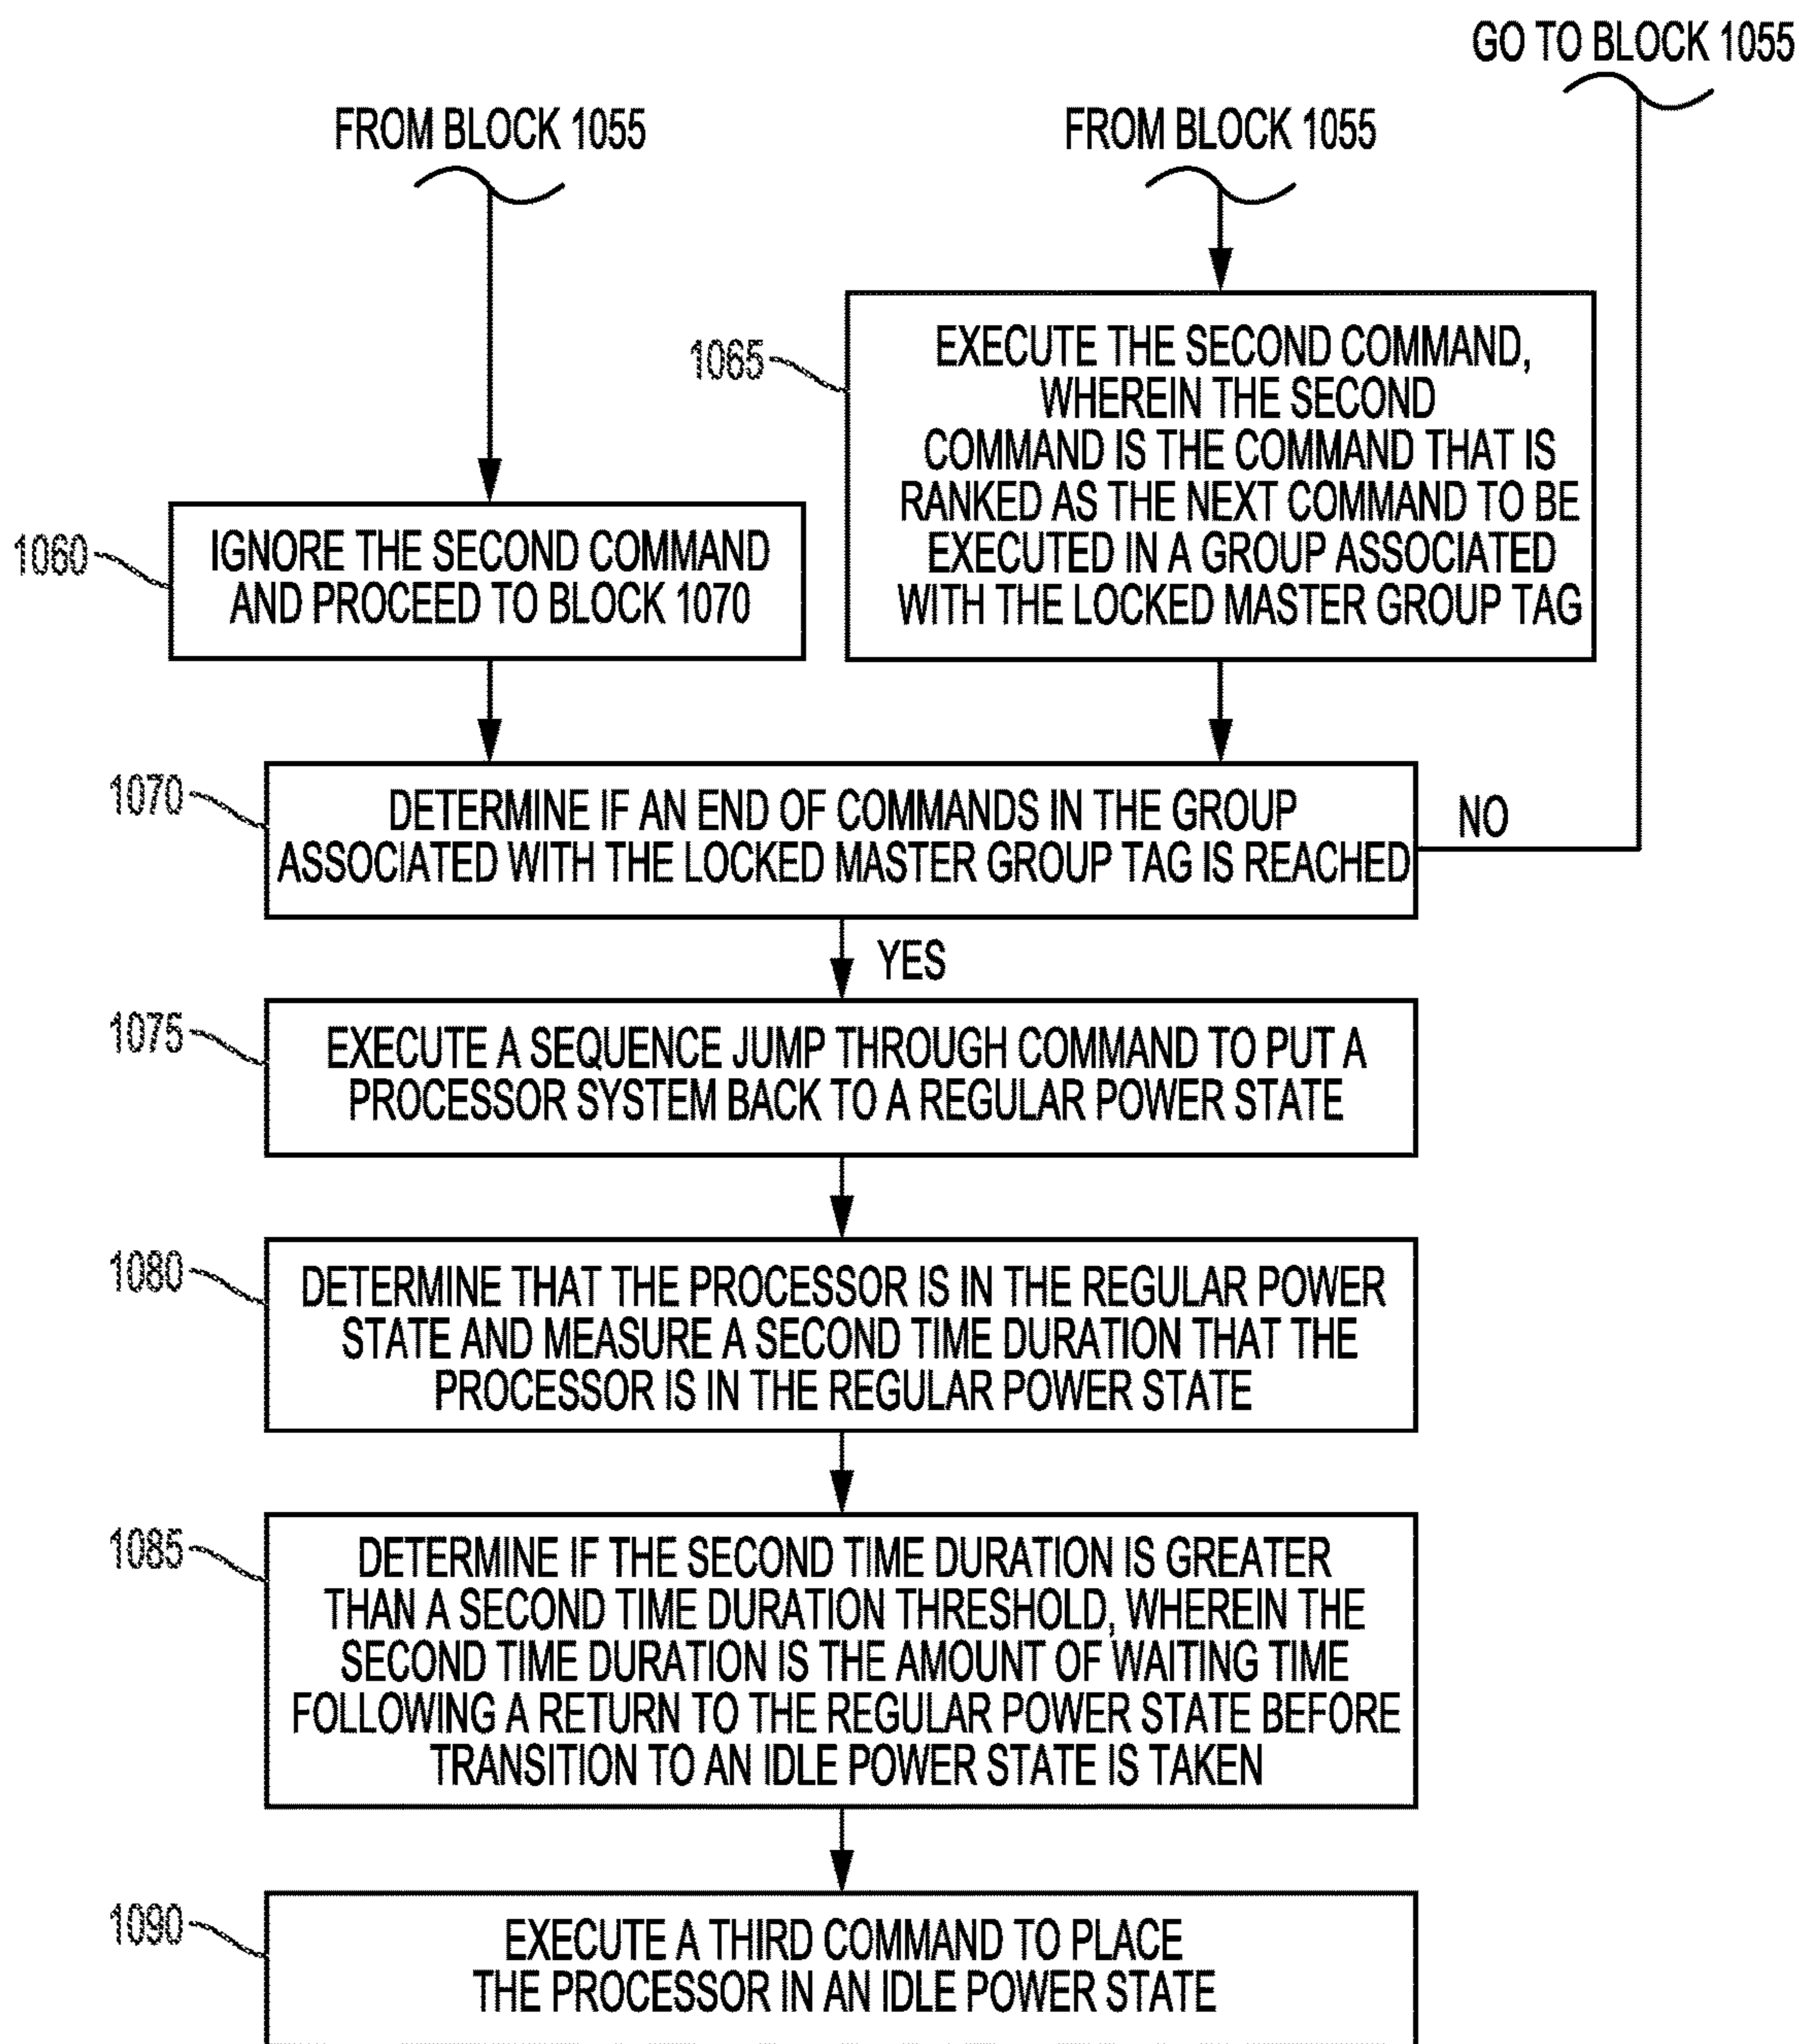 GO TO BLOCK 1055
FROM BLOCK 1055
FROM BLOCK 1055
1065
EXECUTE THE SECOND COMMAND,
WHEREIN THE SECOND
COMMAND IS THE COMMAND THAT IS
RANKED AS THE NEXT COMMAND TO BE
EXECUTED IN A GROUP ASSOCIATED
WITH THE LOCKED MASTER GROUP TAG
1060
IGNORE THE SECOND COMMAND
AND PROCEED TO BLOCK 1070
1070
DETERMINE IF AN END OF COMMANDS IN THE GROUP
ASSOCIATED WITH THE LOCKED MASTER GROUP TAG IS REACHED
NO
YES
1075
EXECUTE A SEQUENCE JUMP THROUGH COMMAND TO PUT A
PROCESSOR SYSTEM BACK TO A REGULAR POWER STATE
1080
DETERMINE THAT THE PROCESSOR IS IN THE REGULAR POWER
STATE AND MEASURE A SECOND TIME DURATION THAT THE
PROCESSOR IS IN THE REGULAR POWER STATE
1085
DETERMINE IF THE SECOND TIME DURATION IS GREATER
THAN A SECOND TIME DURATION THRESHOLD, WHEREIN THE
SECOND TIME DURATION IS THE AMOUNT OF WAITING TIME
FOLLOWING A RETURN TO THE REGULAR POWER STATE BEFORE
TRANSITION TO AN IDLE POWER STATE IS TAKEN
1090
EXECUTE A THIRD COMMAND TO PLACE
THE PROCESSOR IN AN IDLE POWER STATE